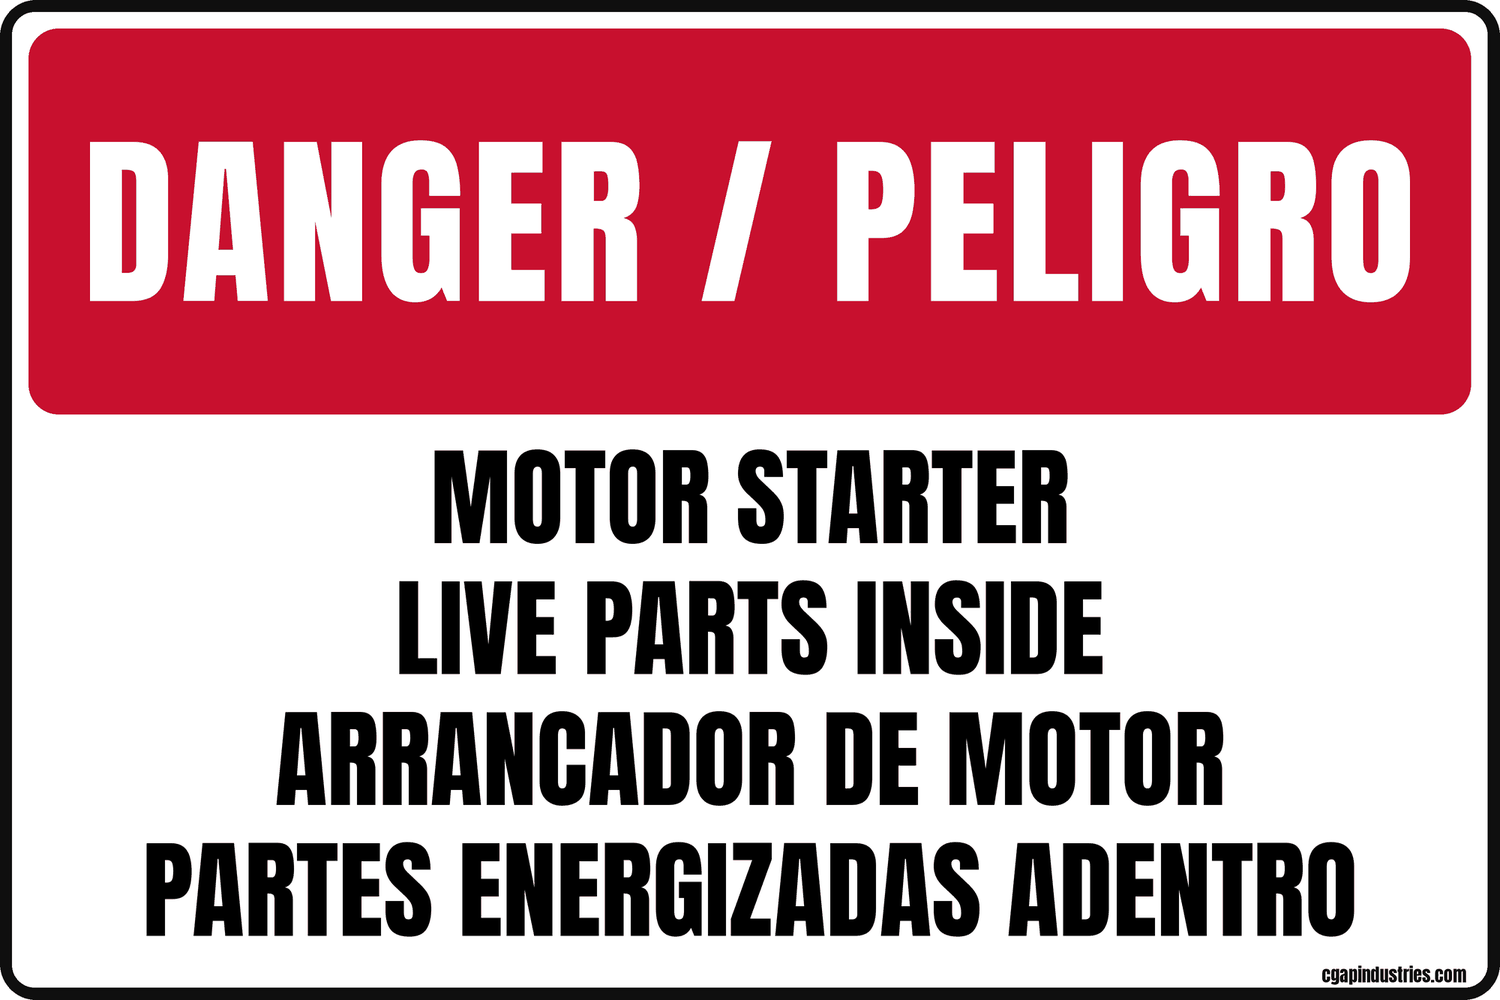 DANGER / PELIGRO
MOTOR STARTER
LIVE PARTS INSIDE
ARRANCADOR DE MOTOR
PARTES ENERGIZADAS ADENTRO
cgapindustries.com